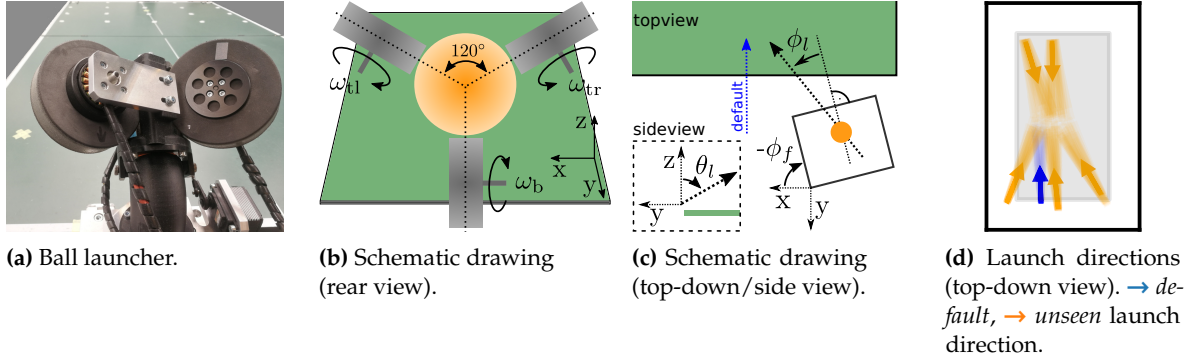 120°
ω_tl
ω_tr
ω_b
z
x
y
topview
ϕ_l
default
sideview
z
θ_l
y
-ϕ_f
x
y
(a) Ball launcher.
(b) Schematic drawing
(rear view).
(c) Schematic drawing
(top-down/side view).
(d) Launch directions
(top-down view). → de-
fault, → unseen launch
direction.